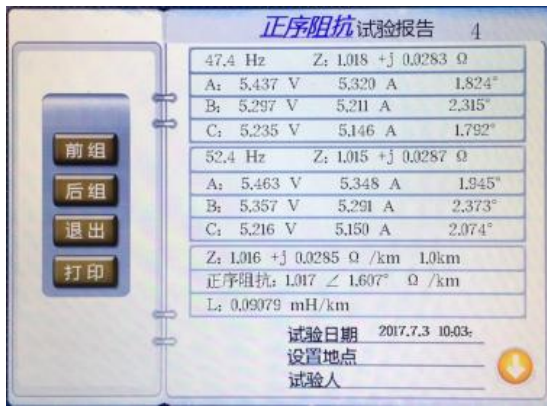 正序阻抗 试验报告 4
47.4 Hz Z: 1.018 +j 0.0283 Ω
A: 5.437 V 5.320 A 1.824°
B: 5.297 V 5.211 A 2.315°
C: 5.235 V 5.146 A 1.792°
52.4 Hz Z: 1.015 +j 0.0287 Ω
A: 5.463 V 5.348 A 1.945°
B: 5.357 V 5.291 A 2.373°
C: 5.216 V 5.150 A 2.074°
Z: 1.016 +j 0.0285 Ω /km 1.0km
正序阻抗: 1.017 ∠ 1.607° Ω /km
L: 0.09079 mH/km
试验日期 2017.7.3 10:03:
设置地点
试验人
前组
后组
退出
打印